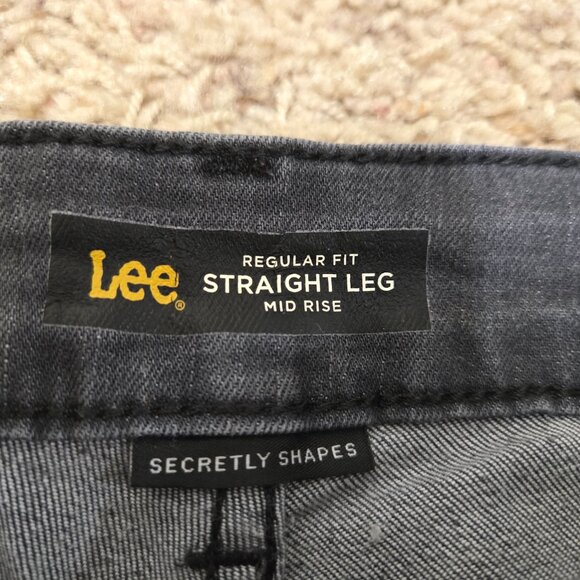 Lee®
REGULAR FIT
STRAIGHT LEG
MID RISE
SECRETLY SHAPES